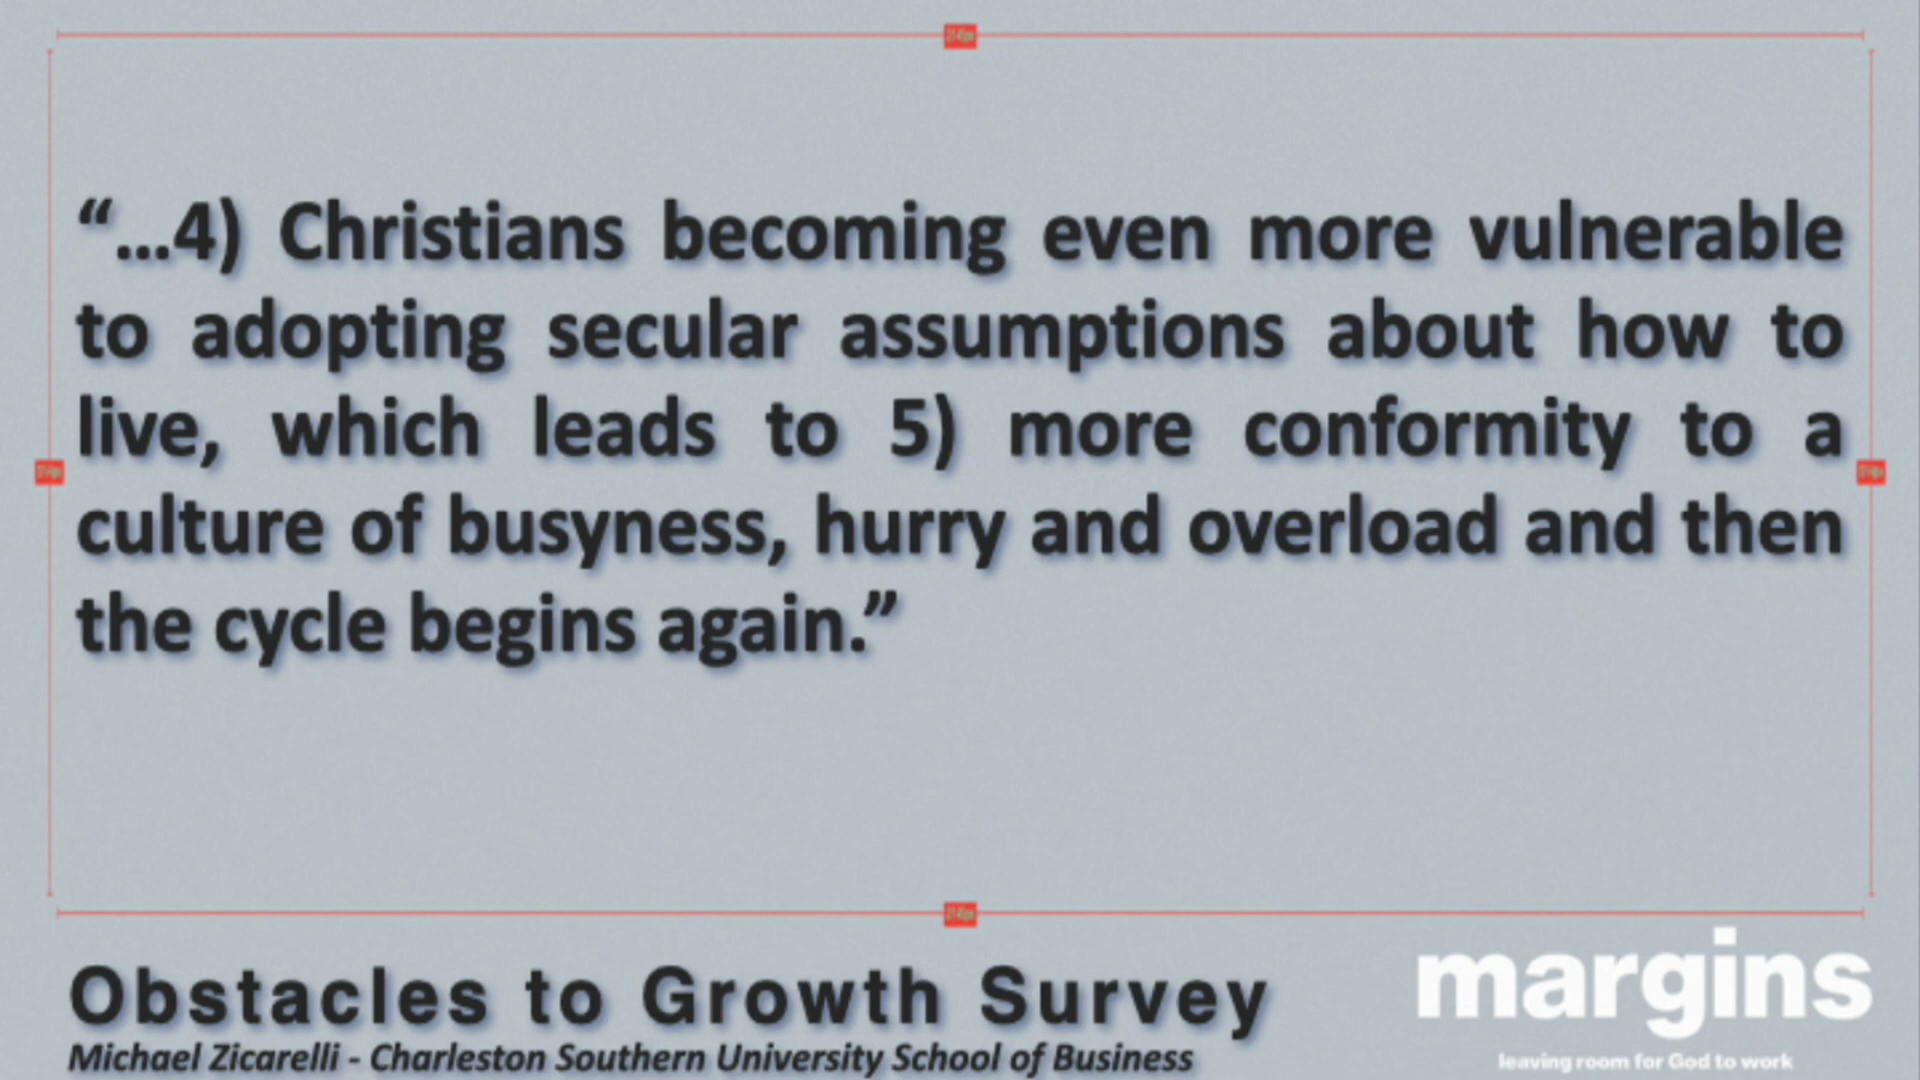 “...4) Christians becoming even more vulnerable
to adopting secular assumptions about how to
live, which leads to 5) more conformity to a
culture of busyness, hurry and overload and then
the cycle begins again.”
Obstacles to Growth Survey
Michael Zicarelli - Charleston Southern University School of Business
margins
leaving room for God to work